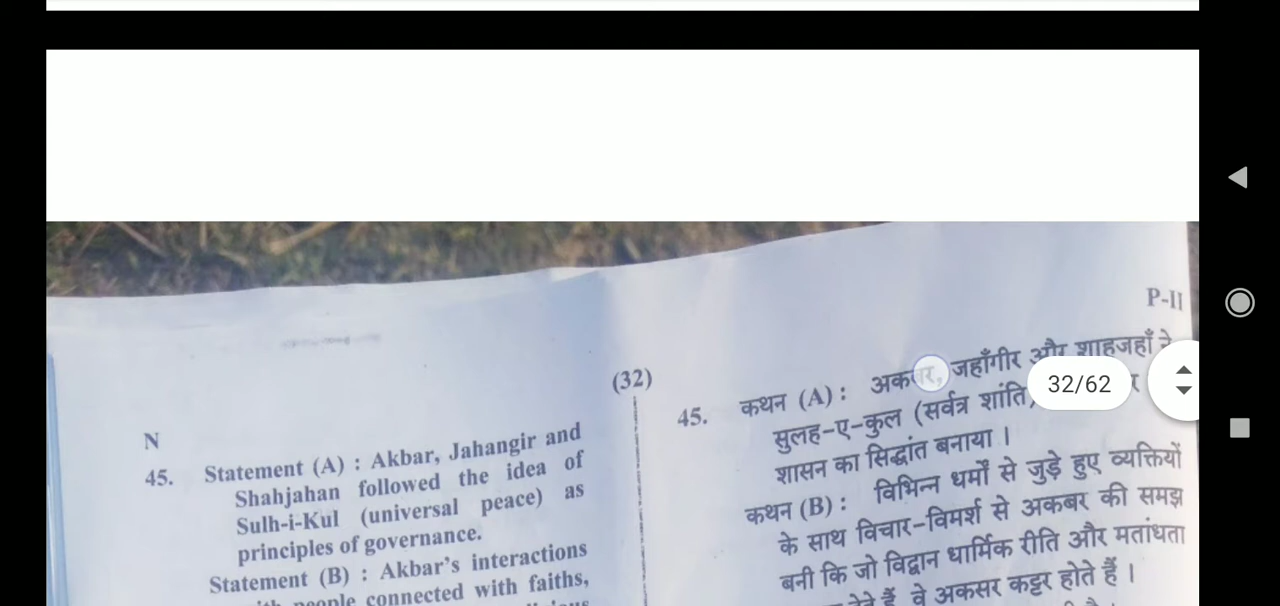 P-II
(32)
N
45. Statement (A) : Akbar, Jahangir and
Shahjahan followed the idea of
Sulh-i-Kul (universal peace) as
principles of governance.
Statement (B) : Akbar's interactions
people connected with faiths,
45. कथन (A) : अकबर, जहाँगीर और शाहजहाँ ने
सुलह-ए-कुल (सर्वत्र शांति)
शासन का सिद्धांत बनाया ।
कथन (B) : विभिन्न धर्मों से जुड़े हुए व्यक्तियों
के साथ विचार-विमर्श से अकबर की समझ
बनी कि जो विद्वान धार्मिक रीति और मतांधता
देते हैं, वे अकसर कट्टर होते हैं ।
32/62